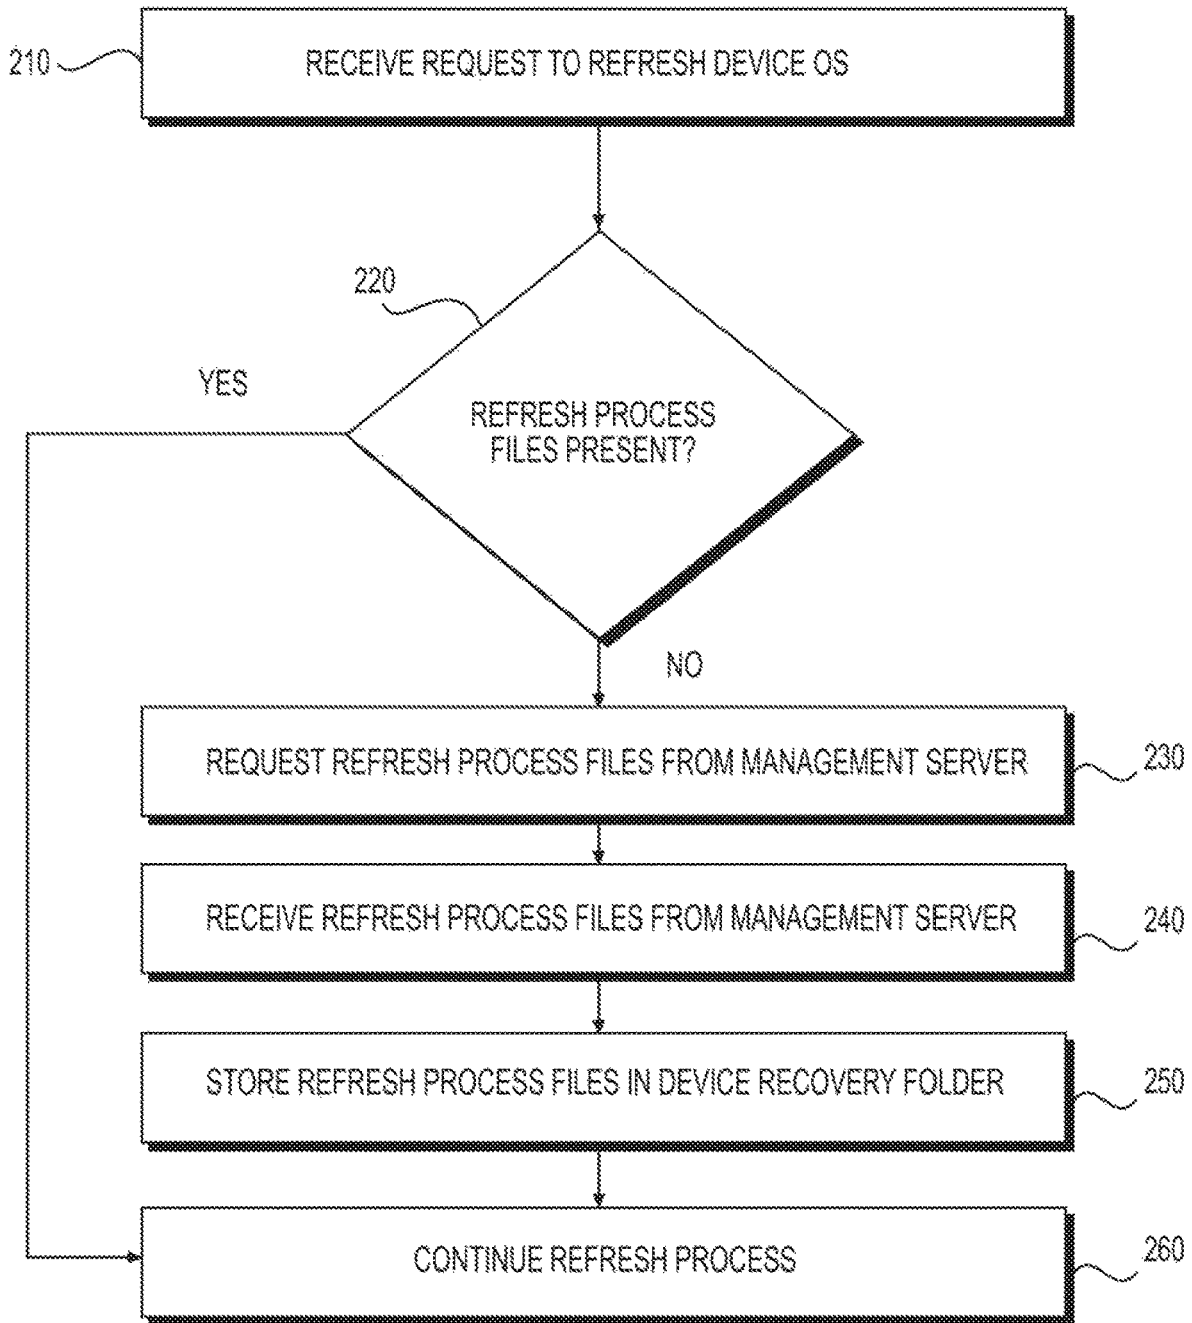 210
RECEIVE REQUEST TO REFRESH DEVICE OS
220
YES
REFRESH PROCESS
FILES PRESENT?
NO
REQUEST REFRESH PROCESS FILES FROM MANAGEMENT SERVER
230
RECEIVE REFRESH PROCESS FILES FROM MANAGEMENT SERVER
240
STORE REFRESH PROCESS FILES IN DEVICE RECOVERY FOLDER
250
CONTINUE REFRESH PROCESS
260